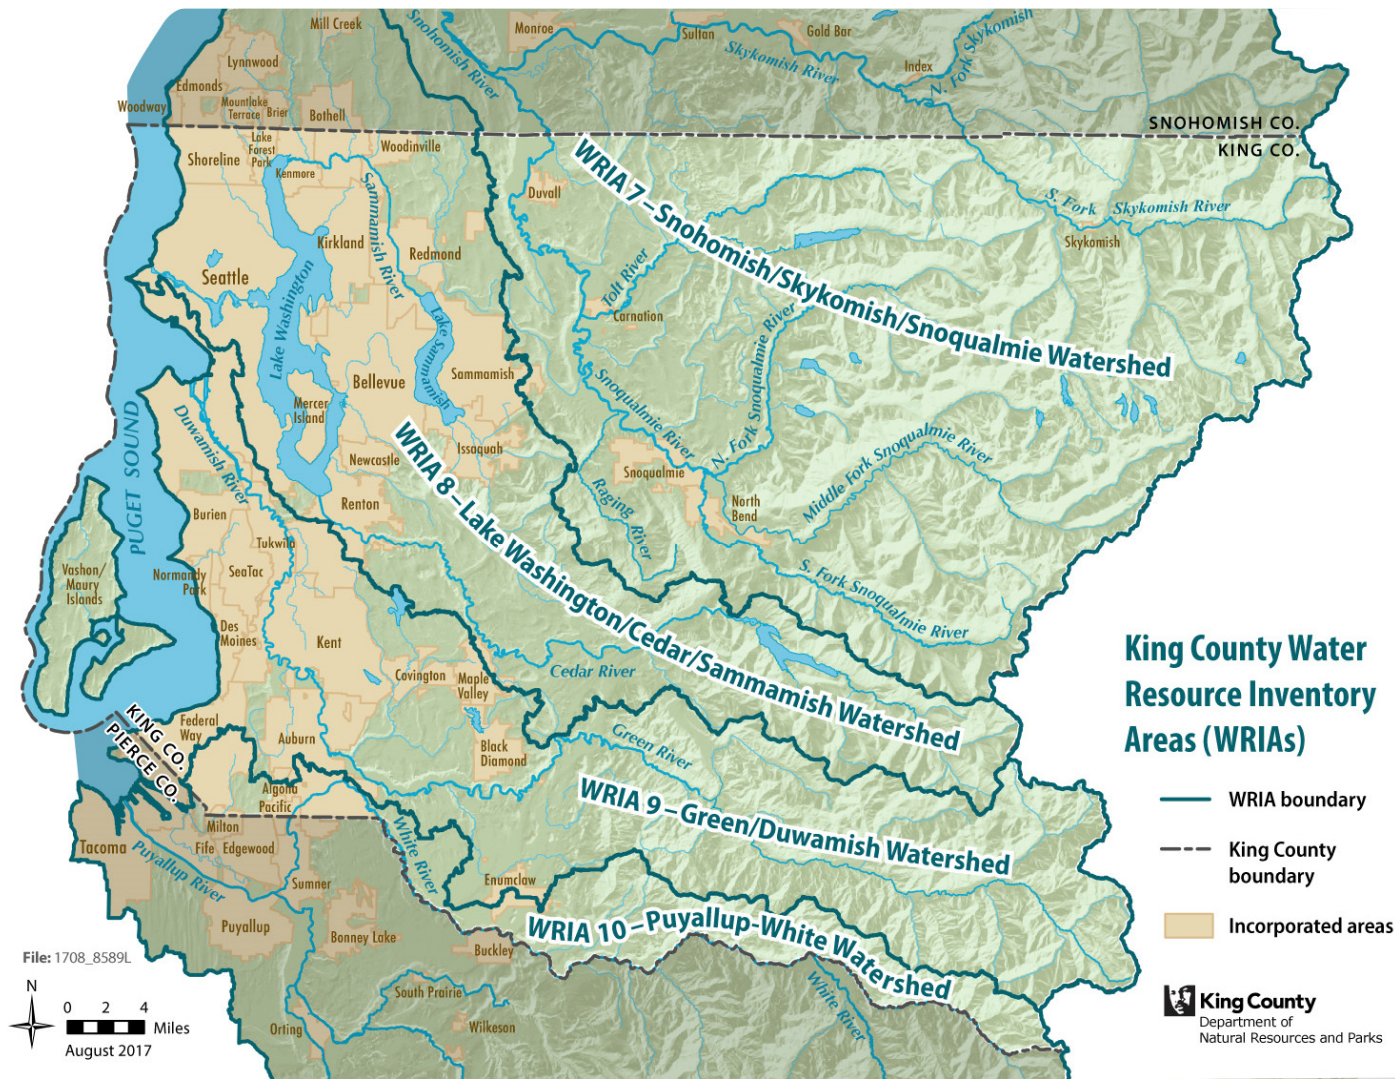 Mill Creek
Snohomish River
Monroe
Sultan
Gold Bar
Skykomish River
Index
N. Fork Skykomish
Lynnwood
Edmonds
Woodway
Mountlake
Terrace
Brier
Bothell
SNOHOMISH CO.
KING CO.
Lake
Forest
Park
Shoreline
Kenmore
Woodinville
WRIA 7 – Snohomish/Skykomish/Snoqualmie Watershed
Duvall
S. Fork Skykomish River
Skykomish
Sammamish River
Kirkland
Redmond
Seattle
Lake Washington
Tolt River
Carnation
Lake Sammamish
N. Fork Snoqualmie River
Bellevue
Sammamish
Snoqualmie River
Mercer
Island
Duwamish River
PUGET SOUND
WRIA 8 – Lake Washington/Cedar/Sammamish Watershed
Issaquah
Newcastle
Snoqualmie
Middle Fork Snoqualmie River
Renton
Raging River
North
Bend
Burien
Tukwila
SeaTac
Normandy
Park
Vashon/
Maury
Islands
S. Fork Snoqualmie River
Des
Moines
Kent
Cedar River
Covington
Maple
Valley
King County Water
Resource Inventory
Areas (WRIAs)
KING CO.
PIERCE CO.
Federal
Way
Auburn
Black
Diamond
Green River
WRIA 9 – Green/Duwamish Watershed
Algona
Pacific
WRIA boundary
King County
boundary
Incorporated areas
Milton
Fife
Edgewood
Tacoma
Puyallup River
White River
Sumner
Enumclaw
WRIA 10 – Puyallup-White Watershed
Puyallup
Bonney Lake
Buckley
White River
South Prairie
Orting
Wilkeson
File: 1708_8589L
N
0 2 4
Miles
August 2017
King County
Department of
Natural Resources and Parks